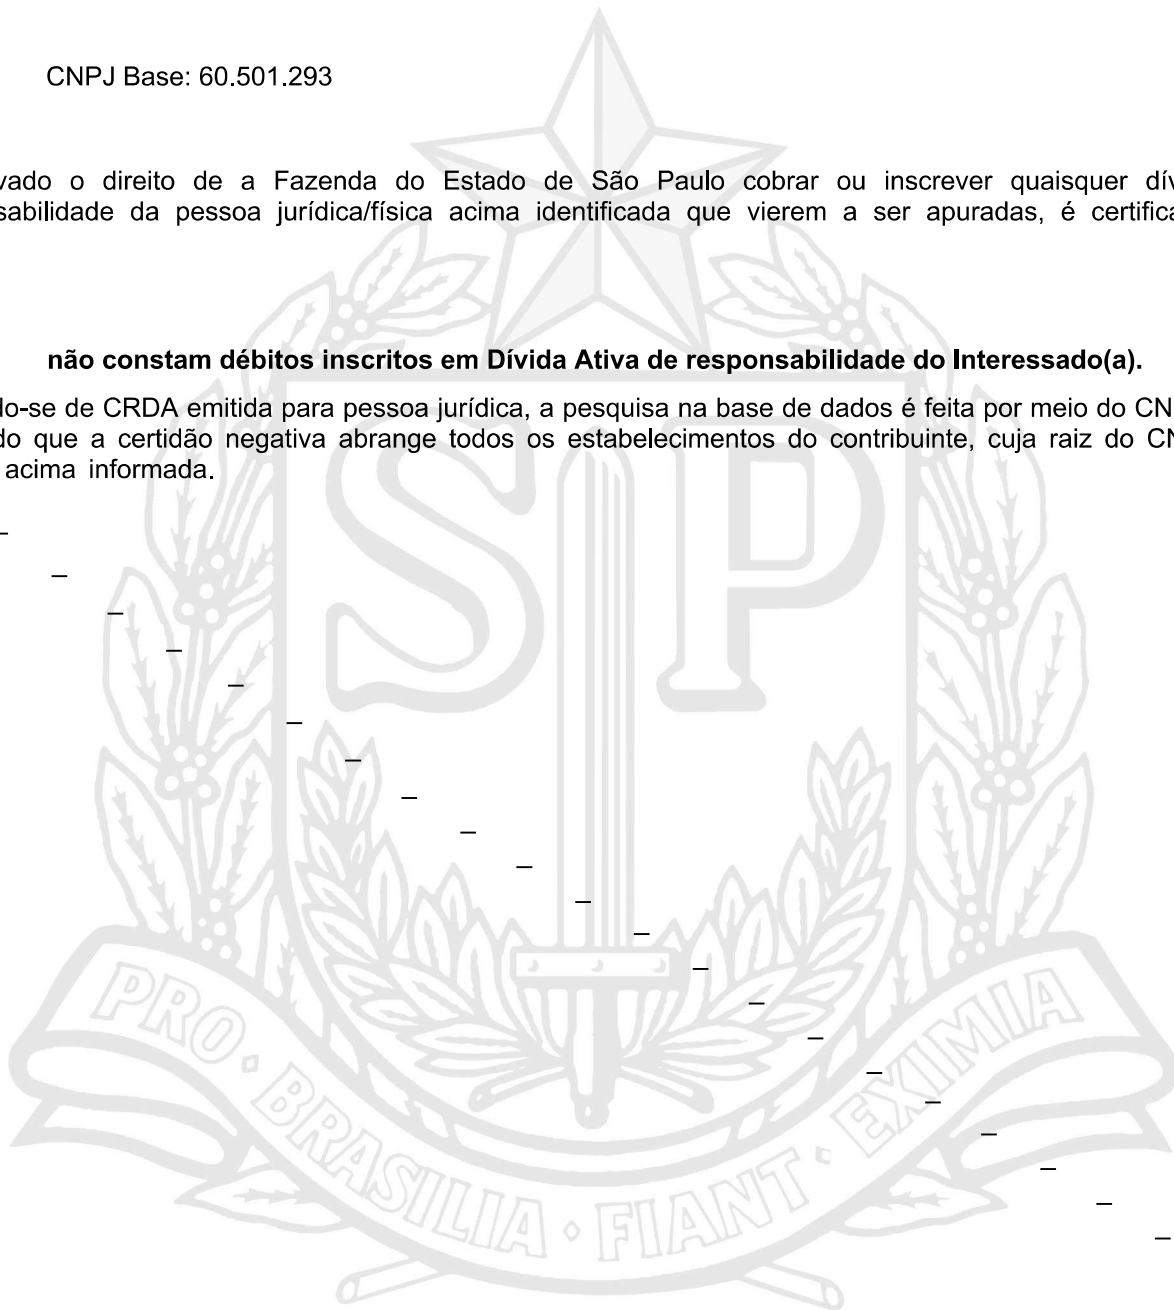 CNPJ Base: 60.501.293
vado o direito de a Fazenda do Estado de São Paulo cobrar ou inscrever quaisquer dív
sabilidade da pessoa jurídica/física acima identificada que vierem a ser apuradas, é certifica
não constam débitos inscritos em Dívida Ativa de responsabilidade do Interessado(a).
do-se de CRDA emitida para pessoa jurídica, a pesquisa na base de dados é feita por meio do CN
do que a certidão negativa abrange todos os estabelecimentos do contribuinte, cuja raiz do CN
acima informada.
SP
PRO • BRASILIA • FIANT • EXIMIA